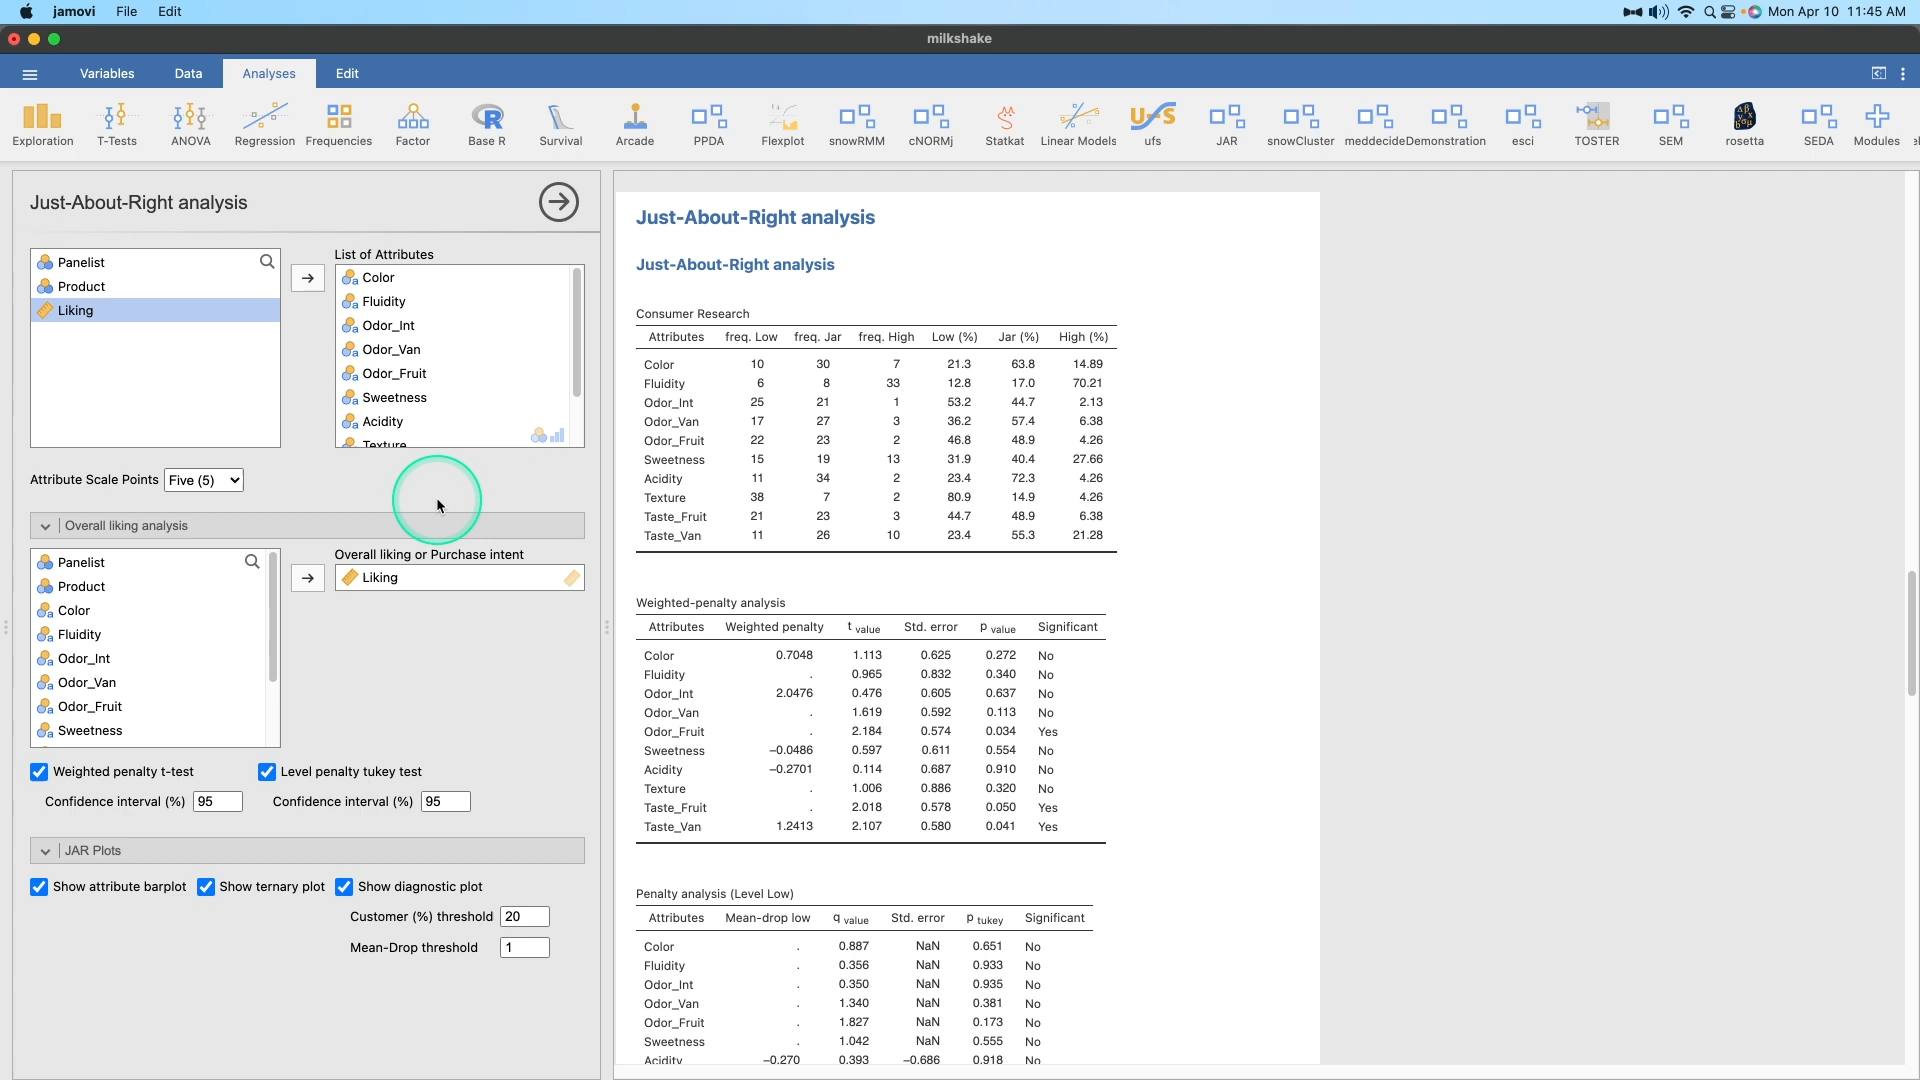 jamovi File Edit Mon Apr 10 11:45 AM
milkshake
Variables Data Analyses Edit
Exploration T-Tests ANOVA Regression Frequencies Factor Base R Survival Arcade PPDA Flexplot snowRMM cNORMj Statkat Linear Models ufs JAR snowCluster meddecide Demonstration esci TOSTER SEM rosetta SEDA Modules
Just-About-Right analysis
Panelist
Product
Liking
List of Attributes
Color
Fluidity
Odor_Int
Odor_Van
Odor_Fruit
Sweetness
Acidity
Texture
Attribute Scale Points Five (5)
Overall liking analysis
Panelist
Product
Color
Fluidity
Odor_Int
Odor_Van
Odor_Fruit
Sweetness
Overall liking or Purchase intent
Liking
Weighted penalty t-test Level penalty tukey test
Confidence interval (%) 95 Confidence interval (%) 95
JAR Plots
Show attribute barplot Show ternary plot Show diagnostic plot
Customer (%) threshold 20
Mean-Drop threshold 1
Just-About-Right analysis
Just-About-Right analysis
Consumer Research
Attributes freq. Low freq. Jar freq. High Low (%) Jar (%) High (%)
Color 10 30 7 21.3 63.8 14.89
Fluidity 6 8 33 12.8 17.0 70.21
Odor_Int 25 21 1 53.2 44.7 2.13
Odor_Van 17 27 3 36.2 57.4 6.38
Odor_Fruit 22 23 2 46.8 48.9 4.26
Sweetness 15 19 13 31.9 40.4 27.66
Acidity 11 34 2 23.4 72.3 4.26
Texture 38 7 2 80.9 14.9 4.26
Taste_Fruit 21 23 3 44.7 48.9 6.38
Taste_Van 11 26 10 23.4 55.3 21.28
Weighted-penalty analysis
Attributes Weighted penalty t value Std. error p value Significant
Color 0.7048 1.113 0.625 0.272 No
Fluidity . 0.965 0.832 0.340 No
Odor_Int 2.0476 0.476 0.605 0.637 No
Odor_Van . 1.619 0.592 0.113 No
Odor_Fruit . 2.184 0.574 0.034 Yes
Sweetness −0.0486 0.597 0.611 0.554 No
Acidity −0.2701 0.114 0.687 0.910 No
Texture . 1.006 0.886 0.320 No
Taste_Fruit . 2.018 0.578 0.050 Yes
Taste_Van 1.2413 2.107 0.580 0.041 Yes
Penalty analysis (Level Low)
Attributes Mean-drop low q value Std. error p tukey Significant
Color . 0.887 NaN 0.651 No
Fluidity . 0.356 NaN 0.933 No
Odor_Int . 0.350 NaN 0.935 No
Odor_Van . 1.340 NaN 0.381 No
Odor_Fruit . 1.827 NaN 0.173 No
Sweetness . 1.042 NaN 0.555 No
Acidity −0.270 0.393 −0.686 0.918 No